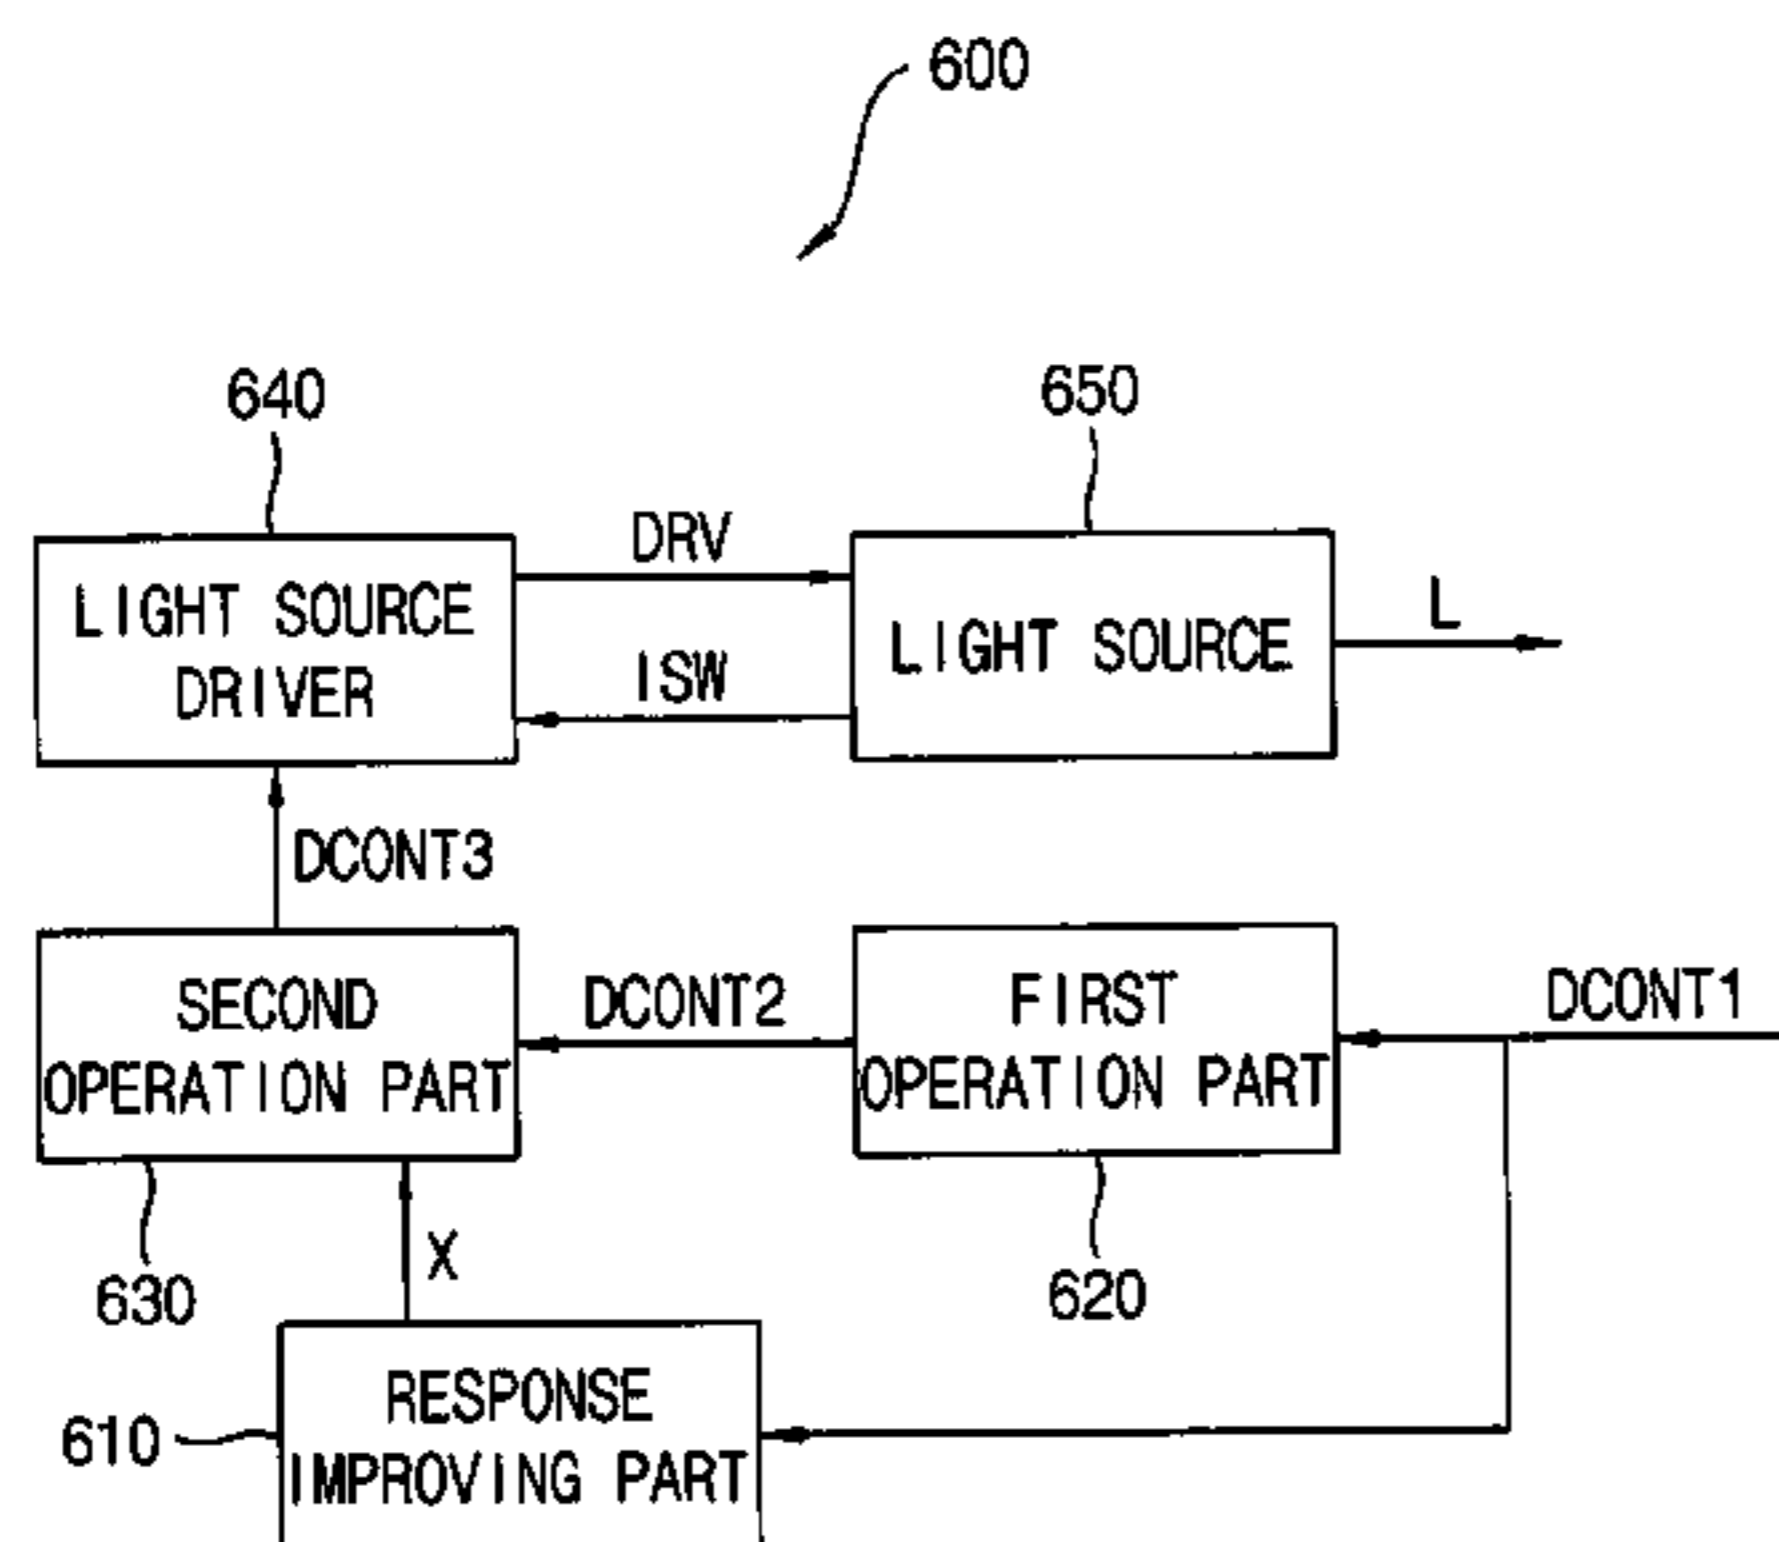 600
640
650
DRV
LIGHT SOURCE
DRIVER
ISW
LIGHT SOURCE
L
DCONT3
SECOND
OPERATION PART
DCONT2
FIRST
OPERATION PART
DCONT1
630
X
620
RESPONSE
IMPROVING PART
610